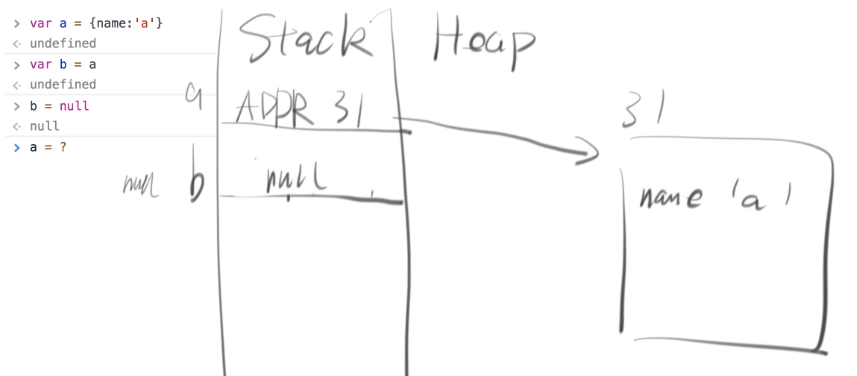 > var a = {name:'a'}
<· undefined
> var b = a
<· undefined
> b = null
<· null
> a = ?
Stack
Heap
a
ADDR 31
31
null b
null
name 'a'